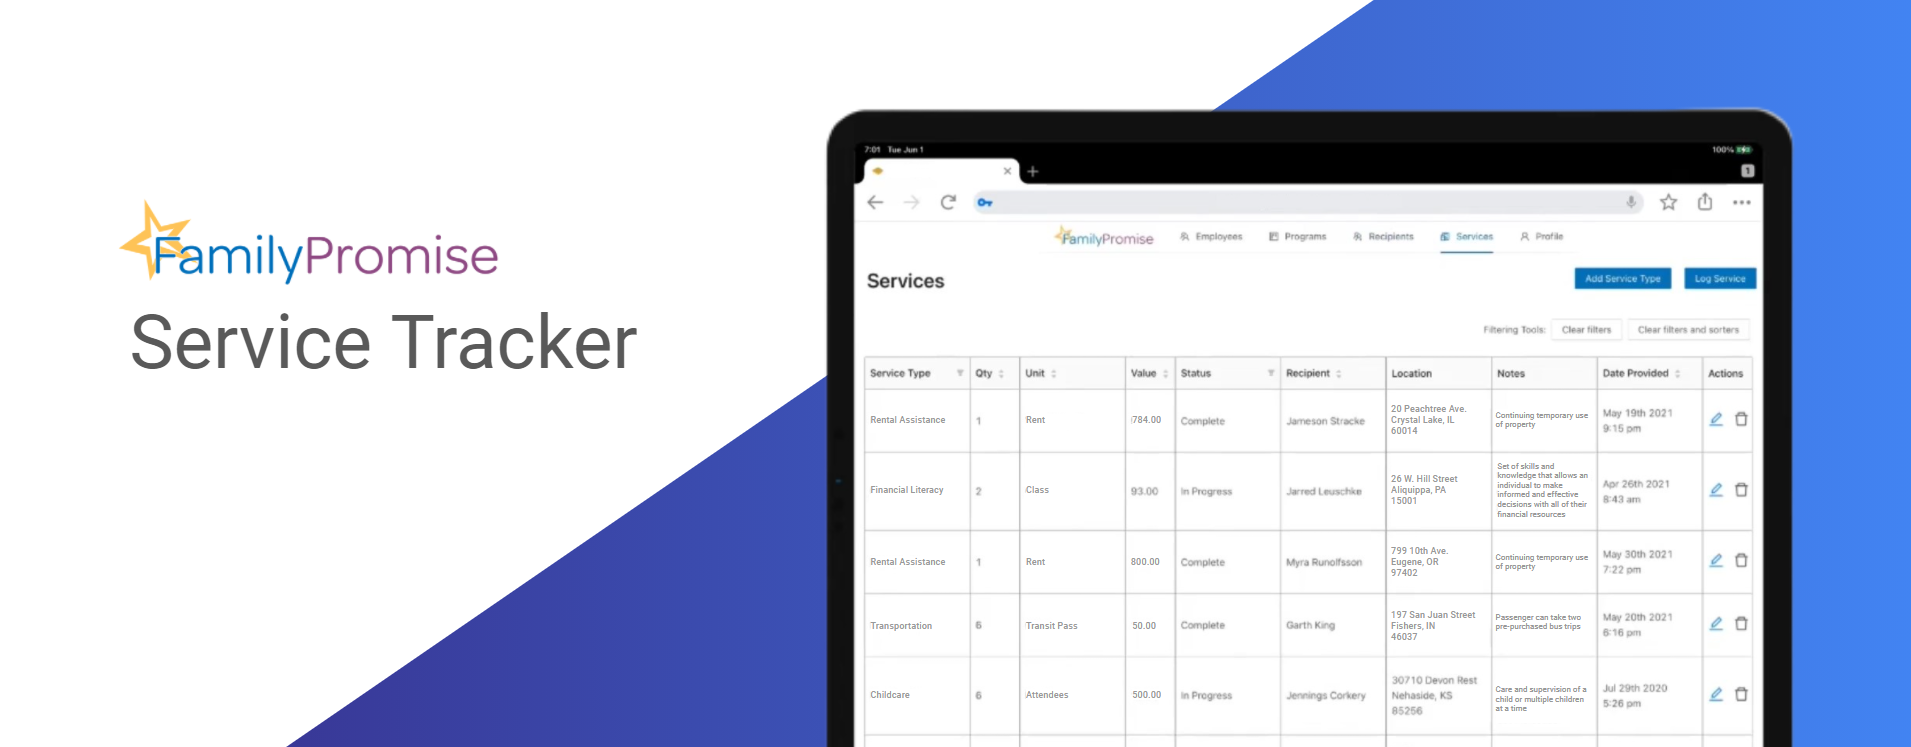 FamilyPromise
Service Tracker
7:01 Tue Jun 1
100%
1
FamilyPromise
Employees
Programs
Recipients
Services
Profile
Services
Add Service Type
Log Service
Filtering Tools:
Clear filters
Clear filters and sorters
Service Type
Qty
Unit
Value
Status
Recipient
Location
Notes
Date Provided
Actions
Rental Assistance
1
Rent
784.00
Complete
Jameson Stracke
20 Peachtree Ave.
Crystal Lake, IL
60014
Continuing temporary use
of property
May 19th 2021
9:15 pm
Financial Literacy
2
Class
93.00
In Progress
Jarred Leuschke
26 W. Hill Street
Aliquippa, PA
15001
Set of skills and
knowledge that allows an
individual to make
informed and effective
decisions with all of their
financial resources
Apr 26th 2021
8:43 am
Rental Assistance
1
Rent
800.00
Complete
Myra Runolfsson
799 10th Ave.
Eugene, OR
97402
Continuing temporary use
of property
May 30th 2021
7:22 pm
Transportation
6
Transit Pass
50.00
Complete
Garth King
197 San Juan Street
Fishers, IN
46037
Passenger can take two
pre-purchased bus trips
May 20th 2021
6:16 pm
Childcare
6
Attendees
500.00
In Progress
Jennings Corkery
30710 Devon Rest
Nehaside, KS
85256
Care and supervision of a
child or multiple children
at a time
Jul 29th 2020
5:26 pm